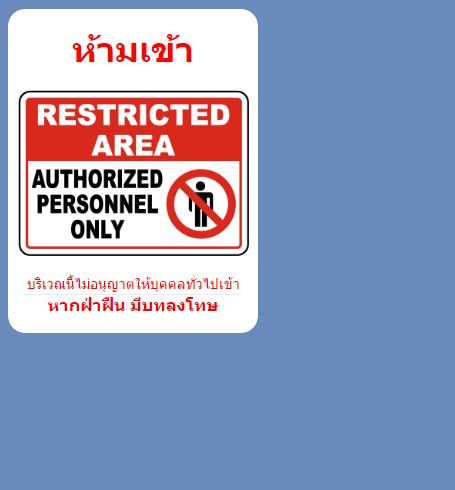 ห้ามเข้า
RESTRICTED
AREA
AUTHORIZED
PERSONNEL
ONLY
บริเวณนี้ไม่อนุญาตให้บุคคลทั่วไปเข้า
หากฝ่าฝืน มีบทลงโทษ